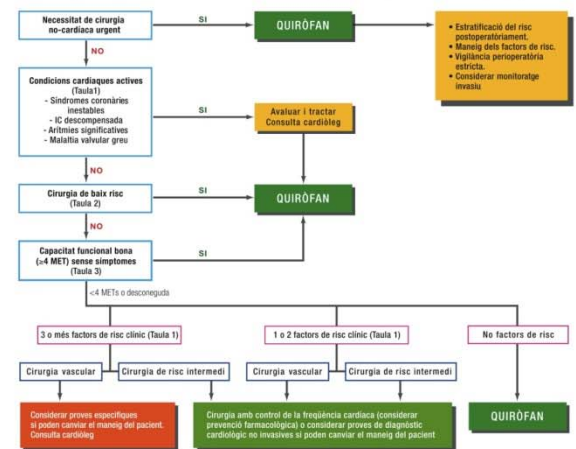 Necessitat de cirurgia
no-cardíaca urgent
SI
QUIRÒFAN
• Estratificació del risc
postoperatóriament.
• Maneig dels factors de risc.
• Vigilància perioperatòria
estricta.
• Considerar monitoratge
invasiu
NO
Condicions cardíaques actives
(Taula1)
- Síndromes coronàries
inestables
- IC descompensada
- Arítmies significatives
- Malaltia valvular greu
SI
Avaluar i tractar
Consulta cardiòleg
NO
Cirurgia de baix risc
(Taula 2)
SI
QUIRÒFAN
NO
Capacitat funcional bona
(≥4 MET) sense símptomes
(Taula 3)
SI
<4 METs o desconeguda
3 o més factors de risc clínic (Taula 1)
1 o 2 factors de risc clínic (Taula 1)
No factors de risc
Cirurgia vascular
Cirurgia de risc intermedi
Cirurgia vascular
Cirurgia de risc intermedi
Considerar proves específiques
si poden canviar el maneig del pacient.
Consulta cardiòleg
Cirurgia amb control de la freqüència cardíaca (considerar
prevenció farmacològica) o considerar proves de diagnóstic
cardiològic no invasives si poden canviar el maneig del pacient
QUIRÒFAN